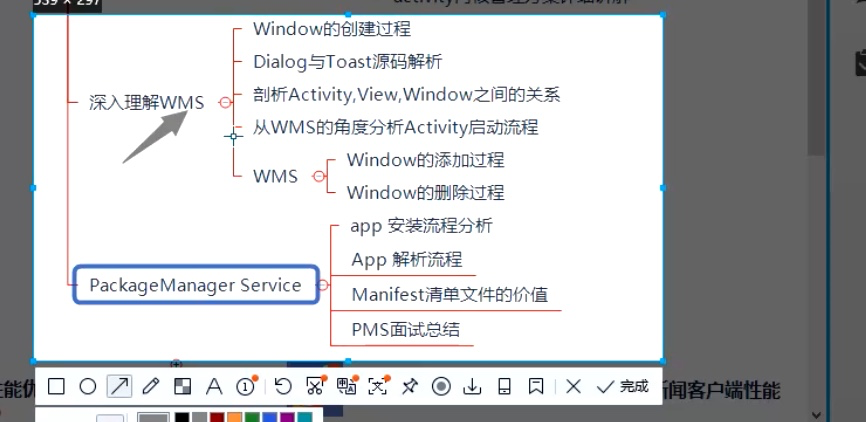 539 × 297
Window的创建过程
Dialog与Toast源码解析
深入理解WMS
剖析Activity,View,Window之间的关系
从WMS的角度分析Activity启动流程
WMS
Window的添加过程
Window的删除过程
app 安装流程分析
App 解析流程
PackageManager Service
Manifest清单文件的价值
PMS面试总结
完成
性能优
新闻客户端性能